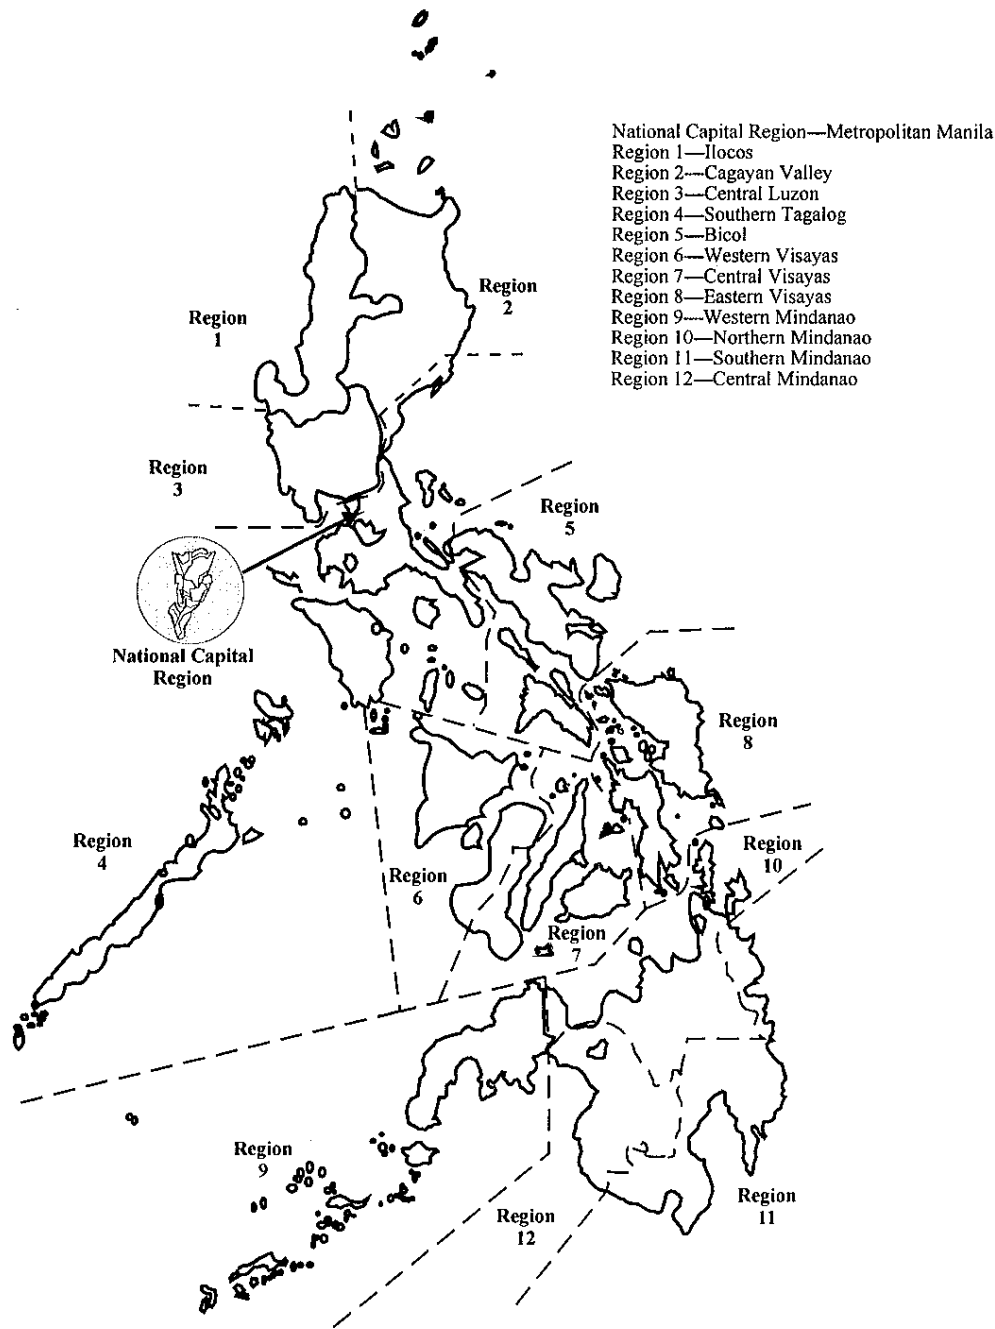 National Capital Region—Metropolitan Manila
Region 1—Ilocos
Region 2—Cagayan Valley
Region 3—Central Luzon
Region 4—Southern Tagalog
Region 5—Bicol
Region 6—Western Visayas
Region 7—Central Visayas
Region 8—Eastern Visayas
Region 9—Western Mindanao
Region 10—Northern Mindanao
Region 11—Southern Mindanao
Region 12—Central Mindanao
Region
2
Region
1
Region
3
Region
5
National Capital
Region
Region
8
Region
4
Region
10
Region
6
Region
7
Region
9
Region
11
Region
12